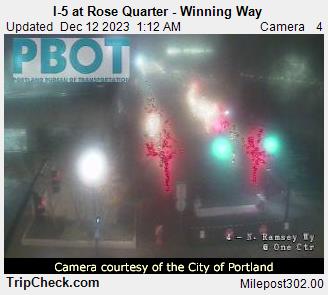 I-5 at Rose Quarter - Winning Way
Updated Dec 12 2023 1:12 AM Camera 4
PBOT
PORTLAND BUREAU OF TRANSPORTATION
4 - N. Ramsey Wy
@ One Ctr
Camera courtesy of the City of Portland
TripCheck.com Milepost302.00